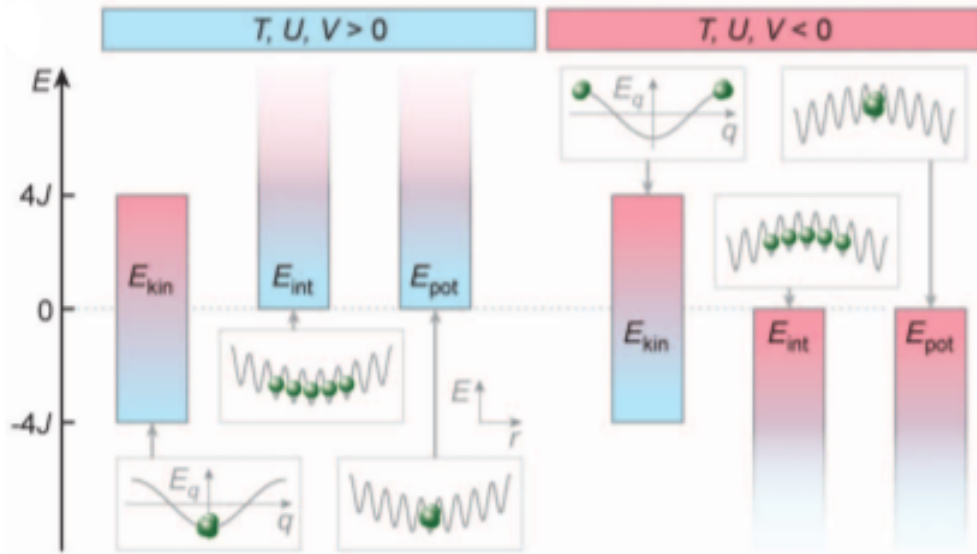 T, U, V > 0
T, U, V < 0
E
4J
0
-4J
E_kin
E_int
E_pot
E_q
q
E_q
q
E
r
E_kin
E_int
E_pot